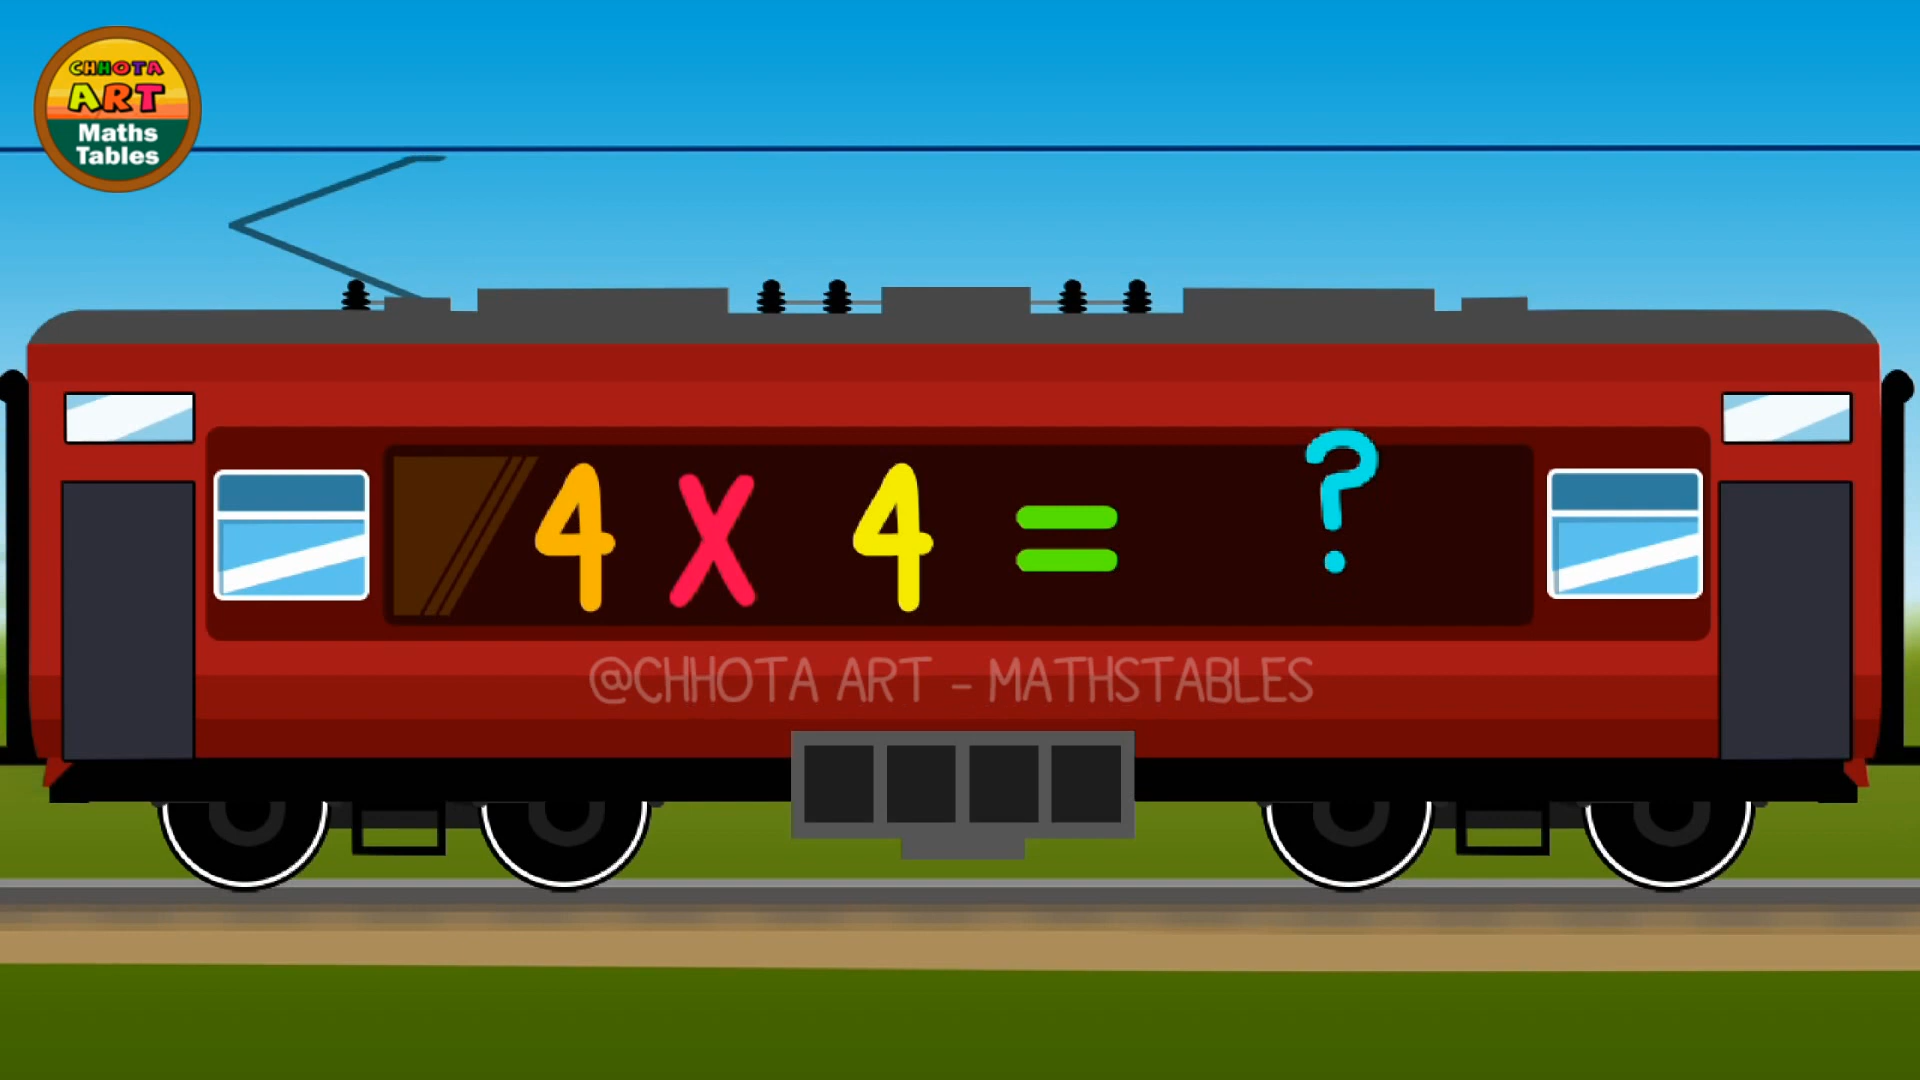 CHHOTA
ART
Maths
Tables
4 X 4 = ?
@CHHOTA ART - MATHSTABLES